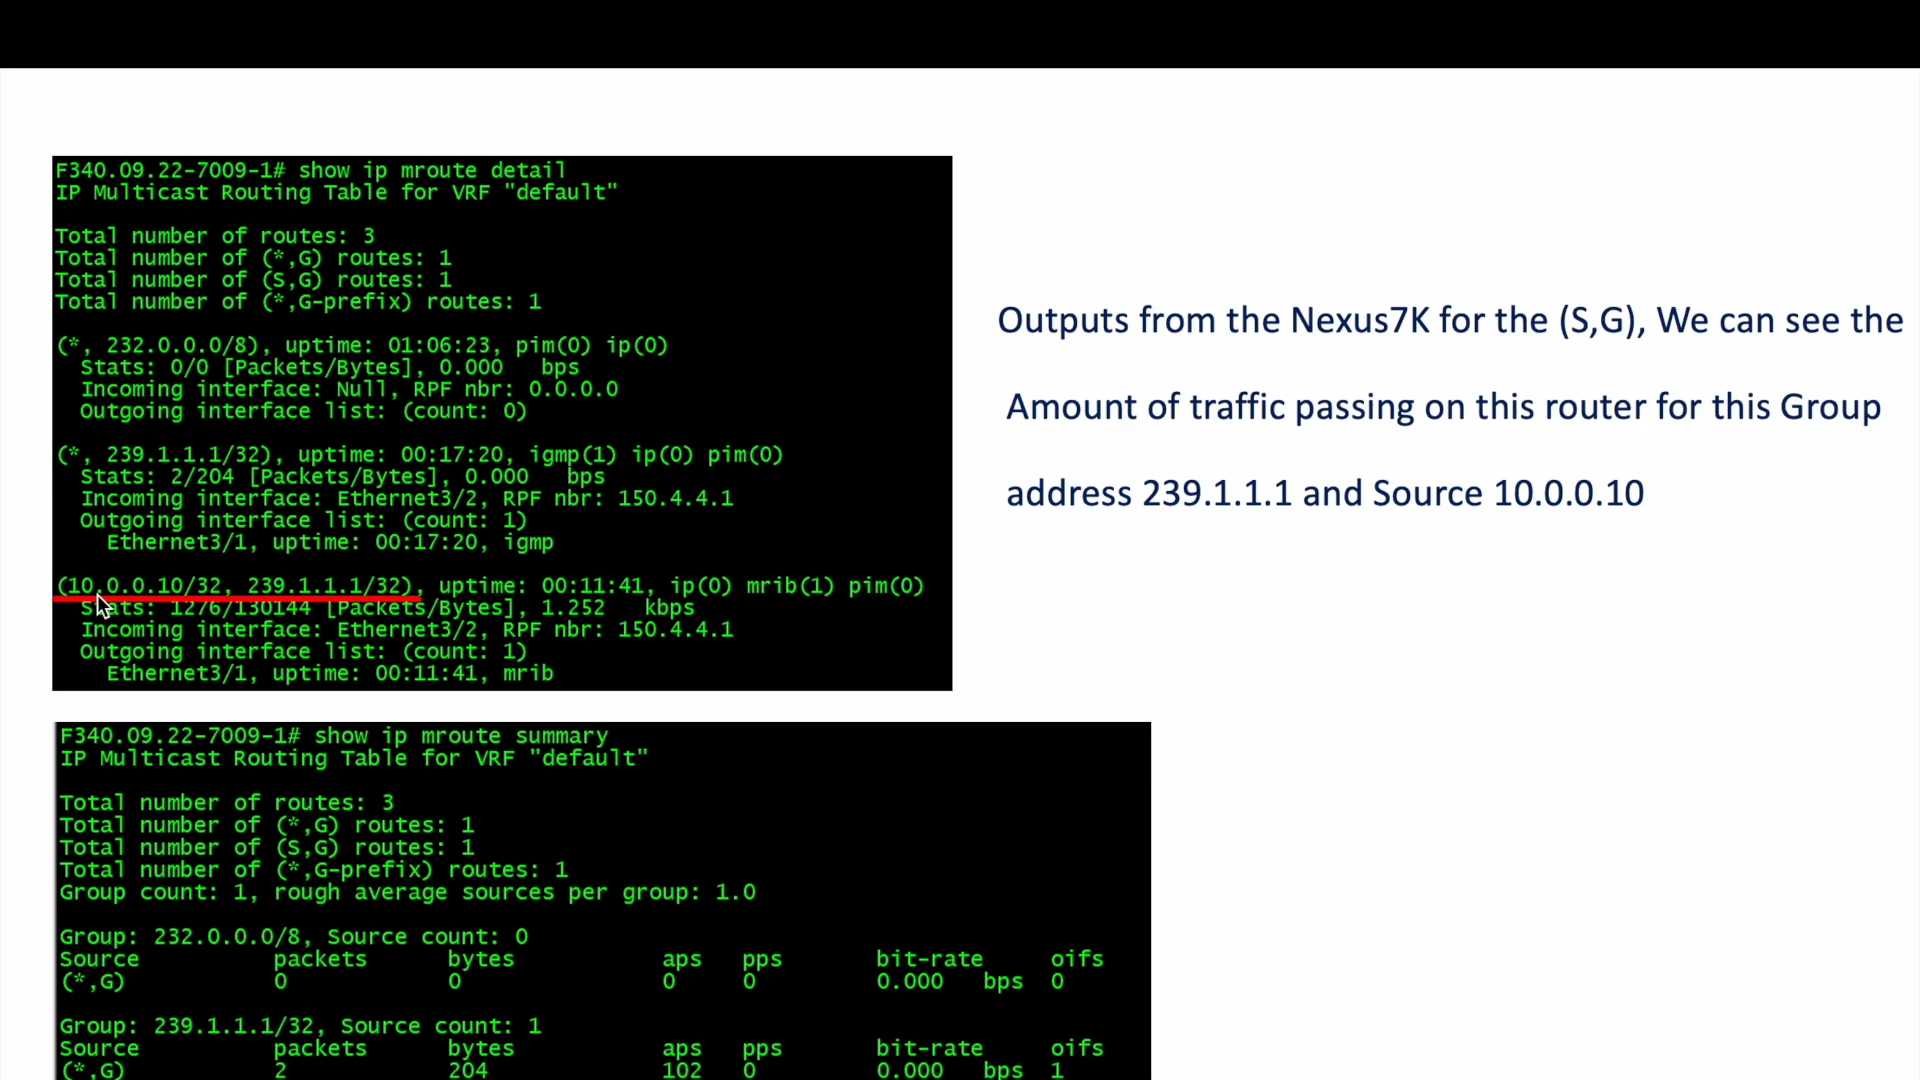 F340.09.22-7009-1# show ip mroute detail
IP Multicast Routing Table for VRF "default"
Total number of routes: 3
Total number of (*,G) routes: 1
Total number of (S,G) routes: 1
Total number of (*,G-prefix) routes: 1
(*, 232.0.0.0/8), uptime: 01:06:23, pim(0) ip(0)
Stats: 0/0 [Packets/Bytes], 0.000 bps
Incoming interface: Null, RPF nbr: 0.0.0.0
Outgoing interface list: (count: 0)
(*, 239.1.1.1/32), uptime: 00:17:20, igmp(1) ip(0) pim(0)
Stats: 2/204 [Packets/Bytes], 0.000 bps
Incoming interface: Ethernet3/2, RPF nbr: 150.4.4.1
Outgoing interface list: (count: 1)
Ethernet3/1, uptime: 00:17:20, igmp
(10.0.0.10/32, 239.1.1.1/32), uptime: 00:11:41, ip(0) mrib(1) pim(0)
Stats: 1276/130144 [Packets/Bytes], 1.252 kbps
Incoming interface: Ethernet3/2, RPF nbr: 150.4.4.1
Outgoing interface list: (count: 1)
Ethernet3/1, uptime: 00:11:41, mrib
Outputs from the Nexus7K for the (S,G), We can see the
Amount of traffic passing on this router for this Group
address 239.1.1.1 and Source 10.0.0.10
F340.09.22-7009-1# show ip mroute summary
IP Multicast Routing Table for VRF "default"
Total number of routes: 3
Total number of (*,G) routes: 1
Total number of (S,G) routes: 1
Total number of (*,G-prefix) routes: 1
Group count: 1, rough average sources per group: 1.0
Group: 232.0.0.0/8, Source count: 0
Source packets bytes aps pps bit-rate oifs
(*,G) 0 0 0 0 0.000 bps 0
Group: 239.1.1.1/32, Source count: 1
Source packets bytes aps pps bit-rate oifs
(*,G) 2 204 102 0 0.000 bps 1